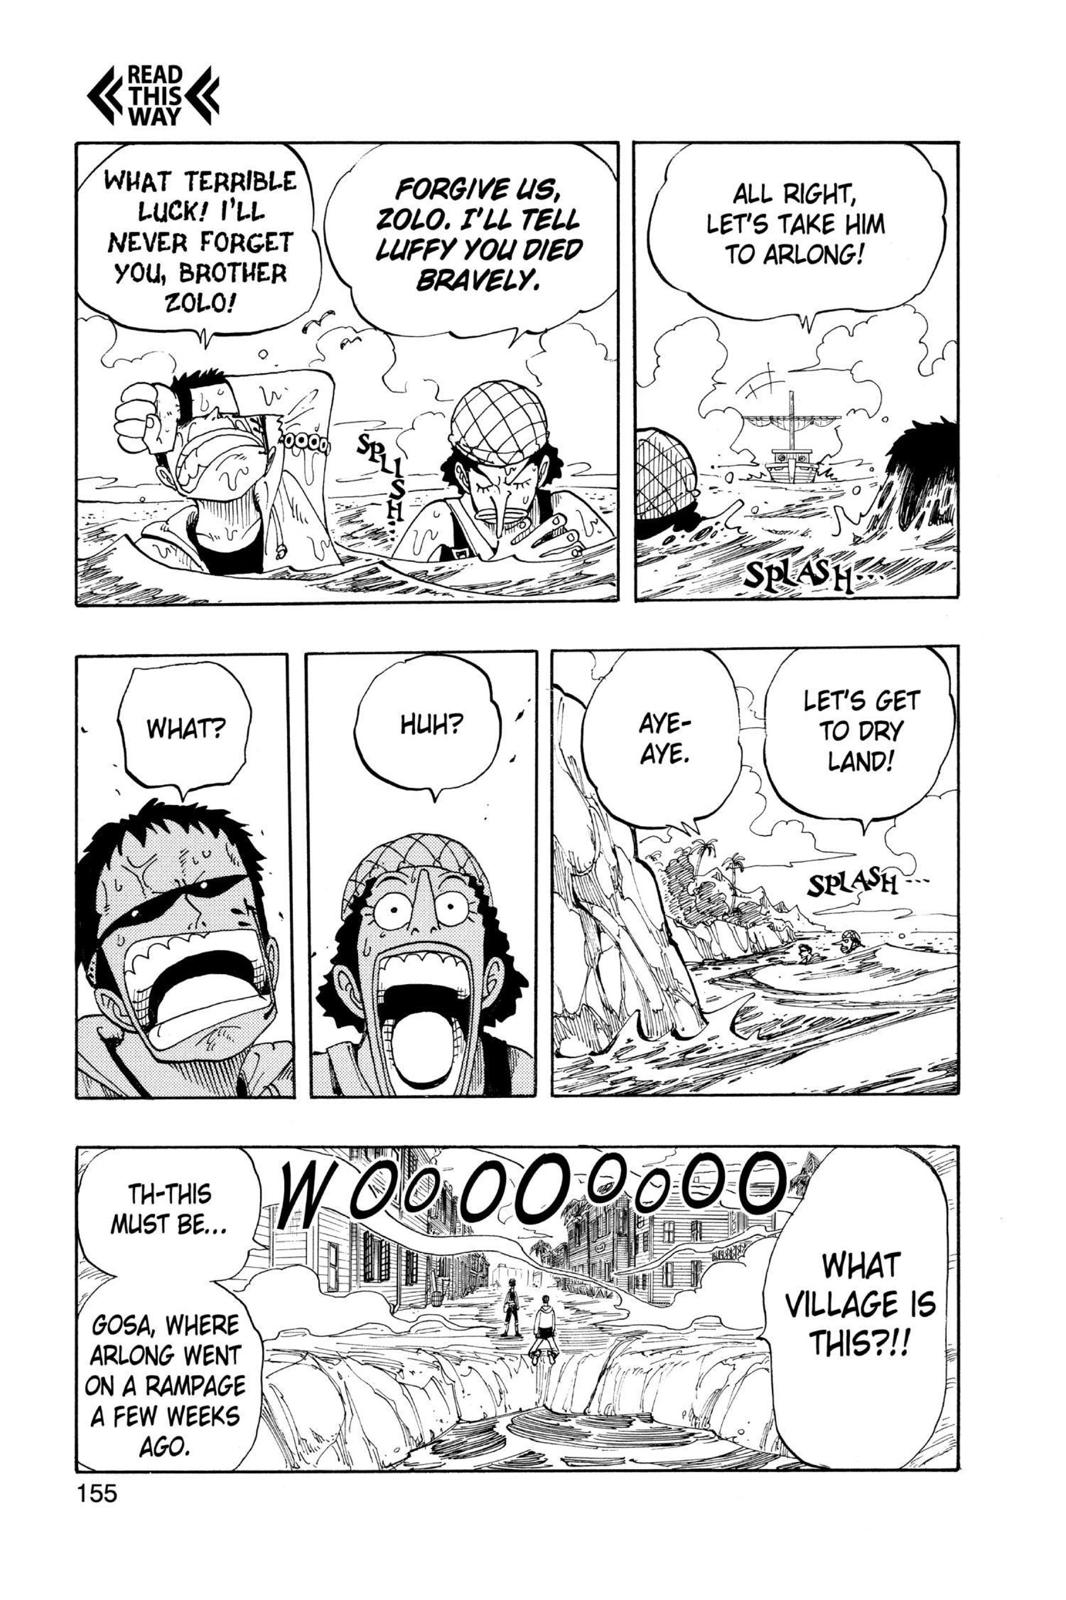 READ
THIS
WAY
ALL RIGHT,
LET'S TAKE HIM
TO ARLONG!
SPLASH...
FORGIVE US,
ZOLO. I'LL TELL
LUFFY YOU DIED
BRAVELY.
SPLISH.
WHAT TERRIBLE
LUCK! I'LL
NEVER FORGET
YOU, BROTHER
ZOLO!
LET'S GET
TO DRY
LAND!
AYE-
AYE.
SPLASH...
HUH?
WHAT?
WHAT
VILLAGE IS
THIS?!!
WOOOOOOOO
TH-THIS
MUST BE...
GOSA, WHERE
ARLONG WENT
ON A RAMPAGE
A FEW WEEKS
AGO.
155